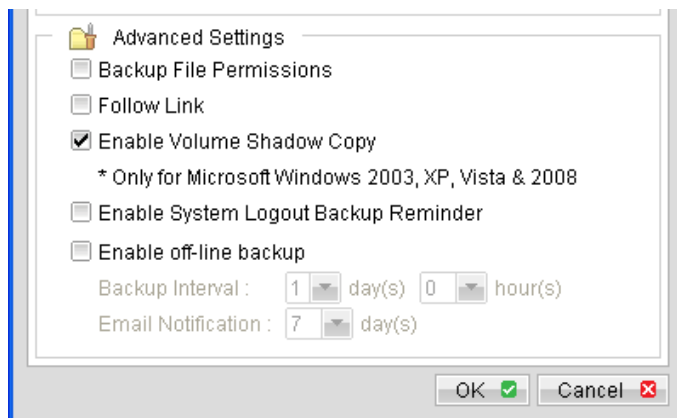 Advanced Settings
Backup File Permissions
Follow Link
Enable Volume Shadow Copy
* Only for Microsoft Windows 2003, XP, Vista & 2008
Enable System Logout Backup Reminder
Enable off-line backup
Backup Interval : 1 day(s) 0 hour(s)
Email Notification : 7 day(s)
OK Cancel